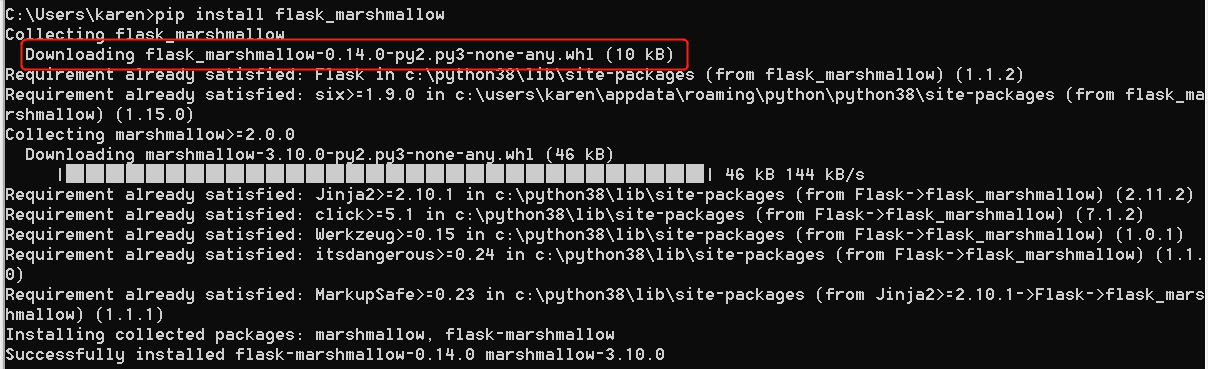 C:\Users\karen>pip install flask_marshmallow
Collecting flask_marshmallow
  Downloading flask_marshmallow-0.14.0-py2.py3-none-any.whl (10 kB)
Requirement already satisfied: Flask in c:\python38\lib\site-packages (from flask_marshmallow) (1.1.2)
Requirement already satisfied: six>=1.9.0 in c:\users\karen\appdata\roaming\python\python38\site-packages (from flask_ma
rshmallow) (1.15.0)
Collecting marshmallow>=2.0.0
  Downloading marshmallow-3.10.0-py2.py3-none-any.whl (46 kB)
     |████████████████████████████████| 46 kB 144 kB/s
Requirement already satisfied: Jinja2>=2.10.1 in c:\python38\lib\site-packages (from Flask->flask_marshmallow) (2.11.2)
Requirement already satisfied: click>=5.1 in c:\python38\lib\site-packages (from Flask->flask_marshmallow) (7.1.2)
Requirement already satisfied: Werkzeug>=0.15 in c:\python38\lib\site-packages (from Flask->flask_marshmallow) (1.0.1)
Requirement already satisfied: itsdangerous>=0.24 in c:\python38\lib\site-packages (from Flask->flask_marshmallow) (1.1.
0)
Requirement already satisfied: MarkupSafe>=0.23 in c:\python38\lib\site-packages (from Jinja2>=2.10.1->Flask->flask_mars
hmallow) (1.1.1)
Installing collected packages: marshmallow, flask-marshmallow
Successfully installed flask-marshmallow-0.14.0 marshmallow-3.10.0